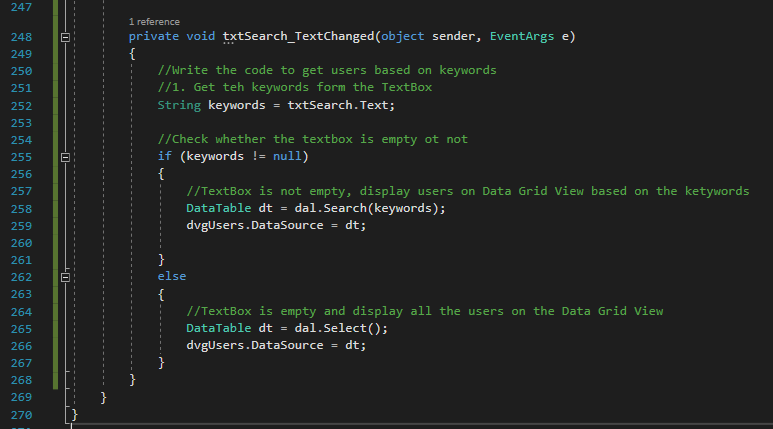 247
1 reference
248 private void txtSearch_TextChanged(object sender, EventArgs e)
249 {
250 //Write the code to get users based on keywords
251 //1. Get teh keywords form the TextBox
252 String keywords = txtSearch.Text;
253
254 //Check whether the textbox is empty ot not
255 if (keywords != null)
256 {
257 //TextBox is not empty, display users on Data Grid View based on the ketywords
258 DataTable dt = dal.Search(keywords);
259 dvgUsers.DataSource = dt;
260
261 }
262 else
263 {
264 //TextBox is empty and display all the users on the Data Grid View
265 DataTable dt = dal.Select();
266 dvgUsers.DataSource = dt;
267 }
268 }
269 }
270 }